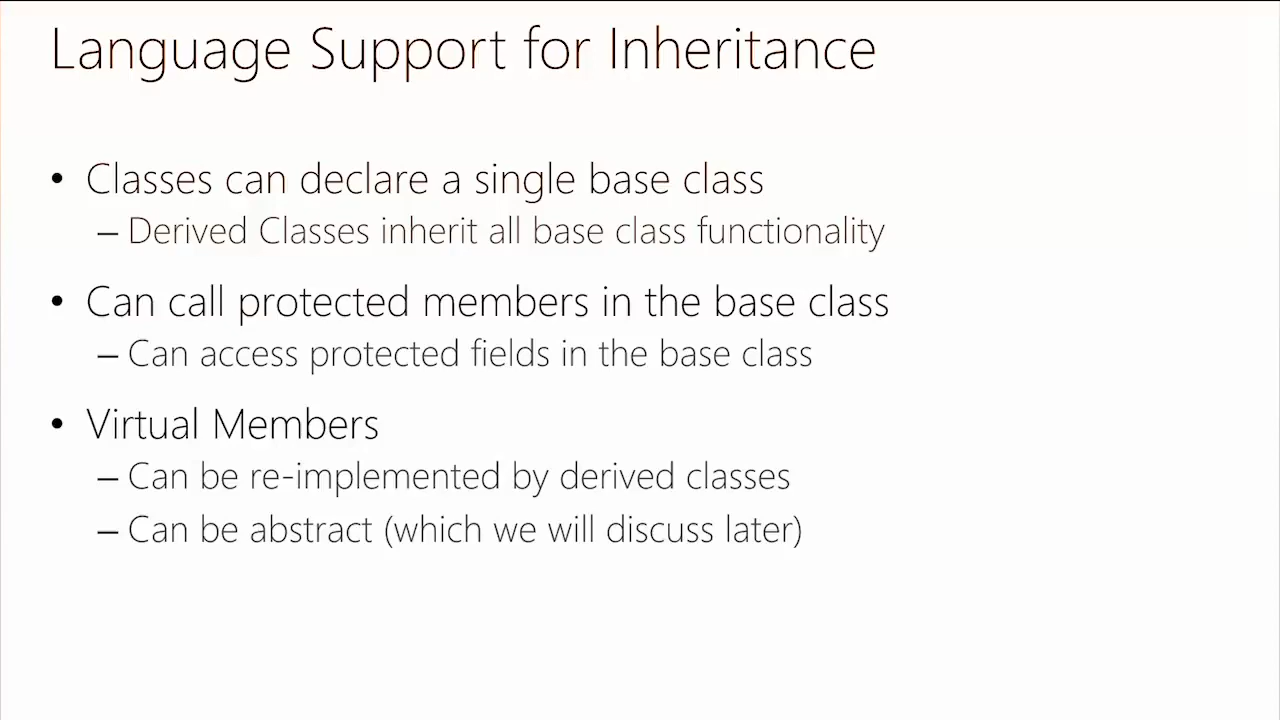 Language Support for Inheritance
• Classes can declare a single base class
– Derived Classes inherit all base class functionality
• Can call protected members in the base class
– Can access protected fields in the base class
• Virtual Members
– Can be re-implemented by derived classes
– Can be abstract (which we will discuss later)